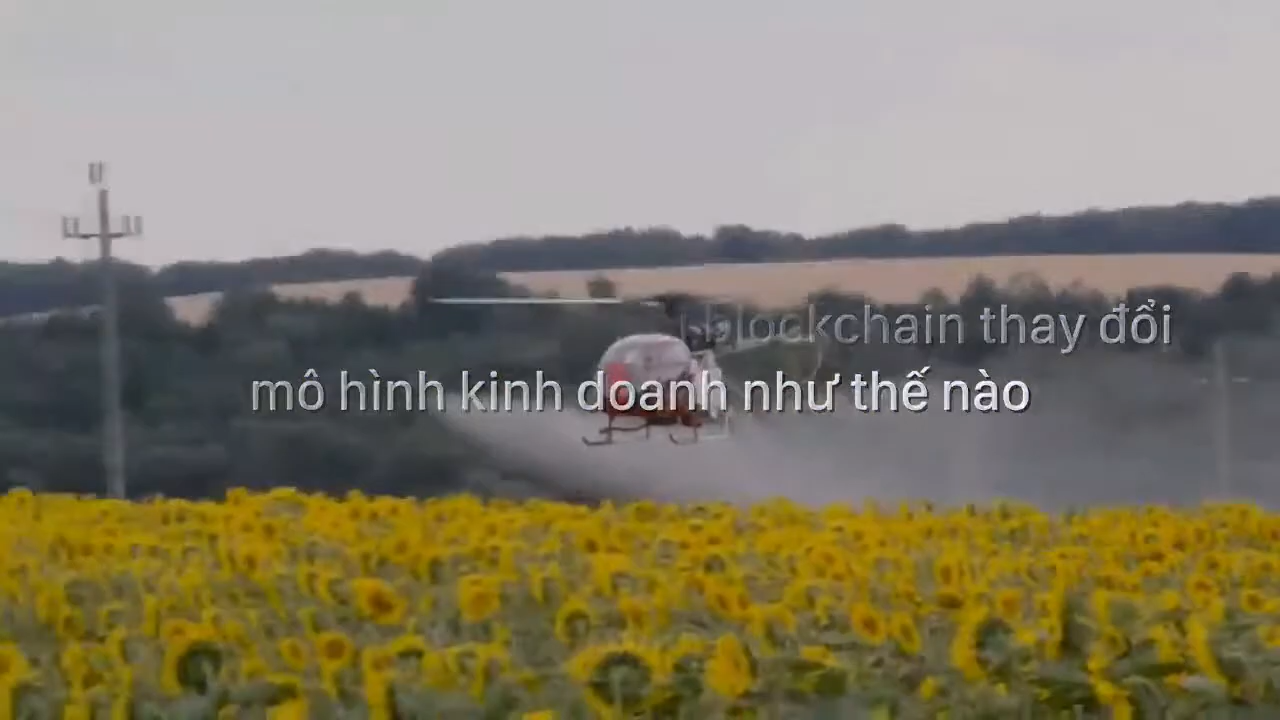 blockchain thay đổi
mô hình kinh doanh như thế nào